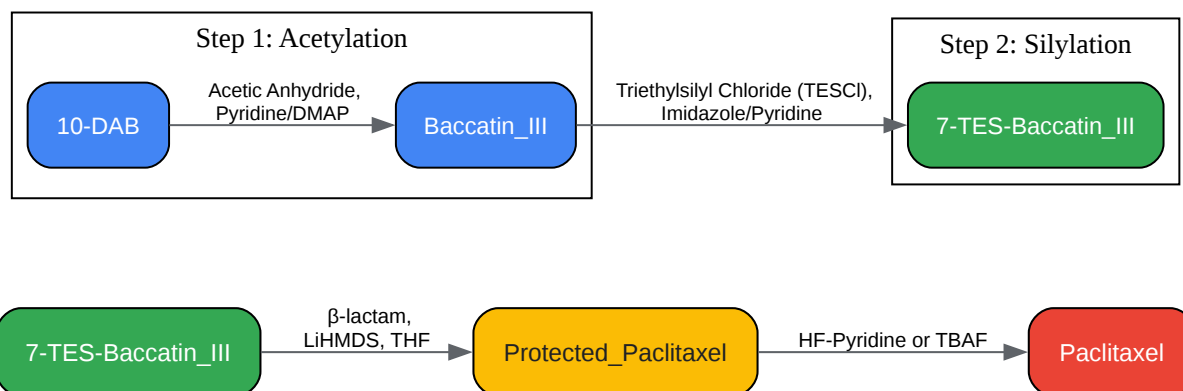 Step 1: Acetylation
Step 2: Silylation
10-DAB
Acetic Anhydride,
Pyridine/DMAP
Baccatin_III
Triethylsilyl Chloride (TESCl),
Imidazole/Pyridine
7-TES-Baccatin_III
7-TES-Baccatin_III
β-lactam,
LiHMDS, THF
Protected_Paclitaxel
HF-Pyridine or TBAF
Paclitaxel